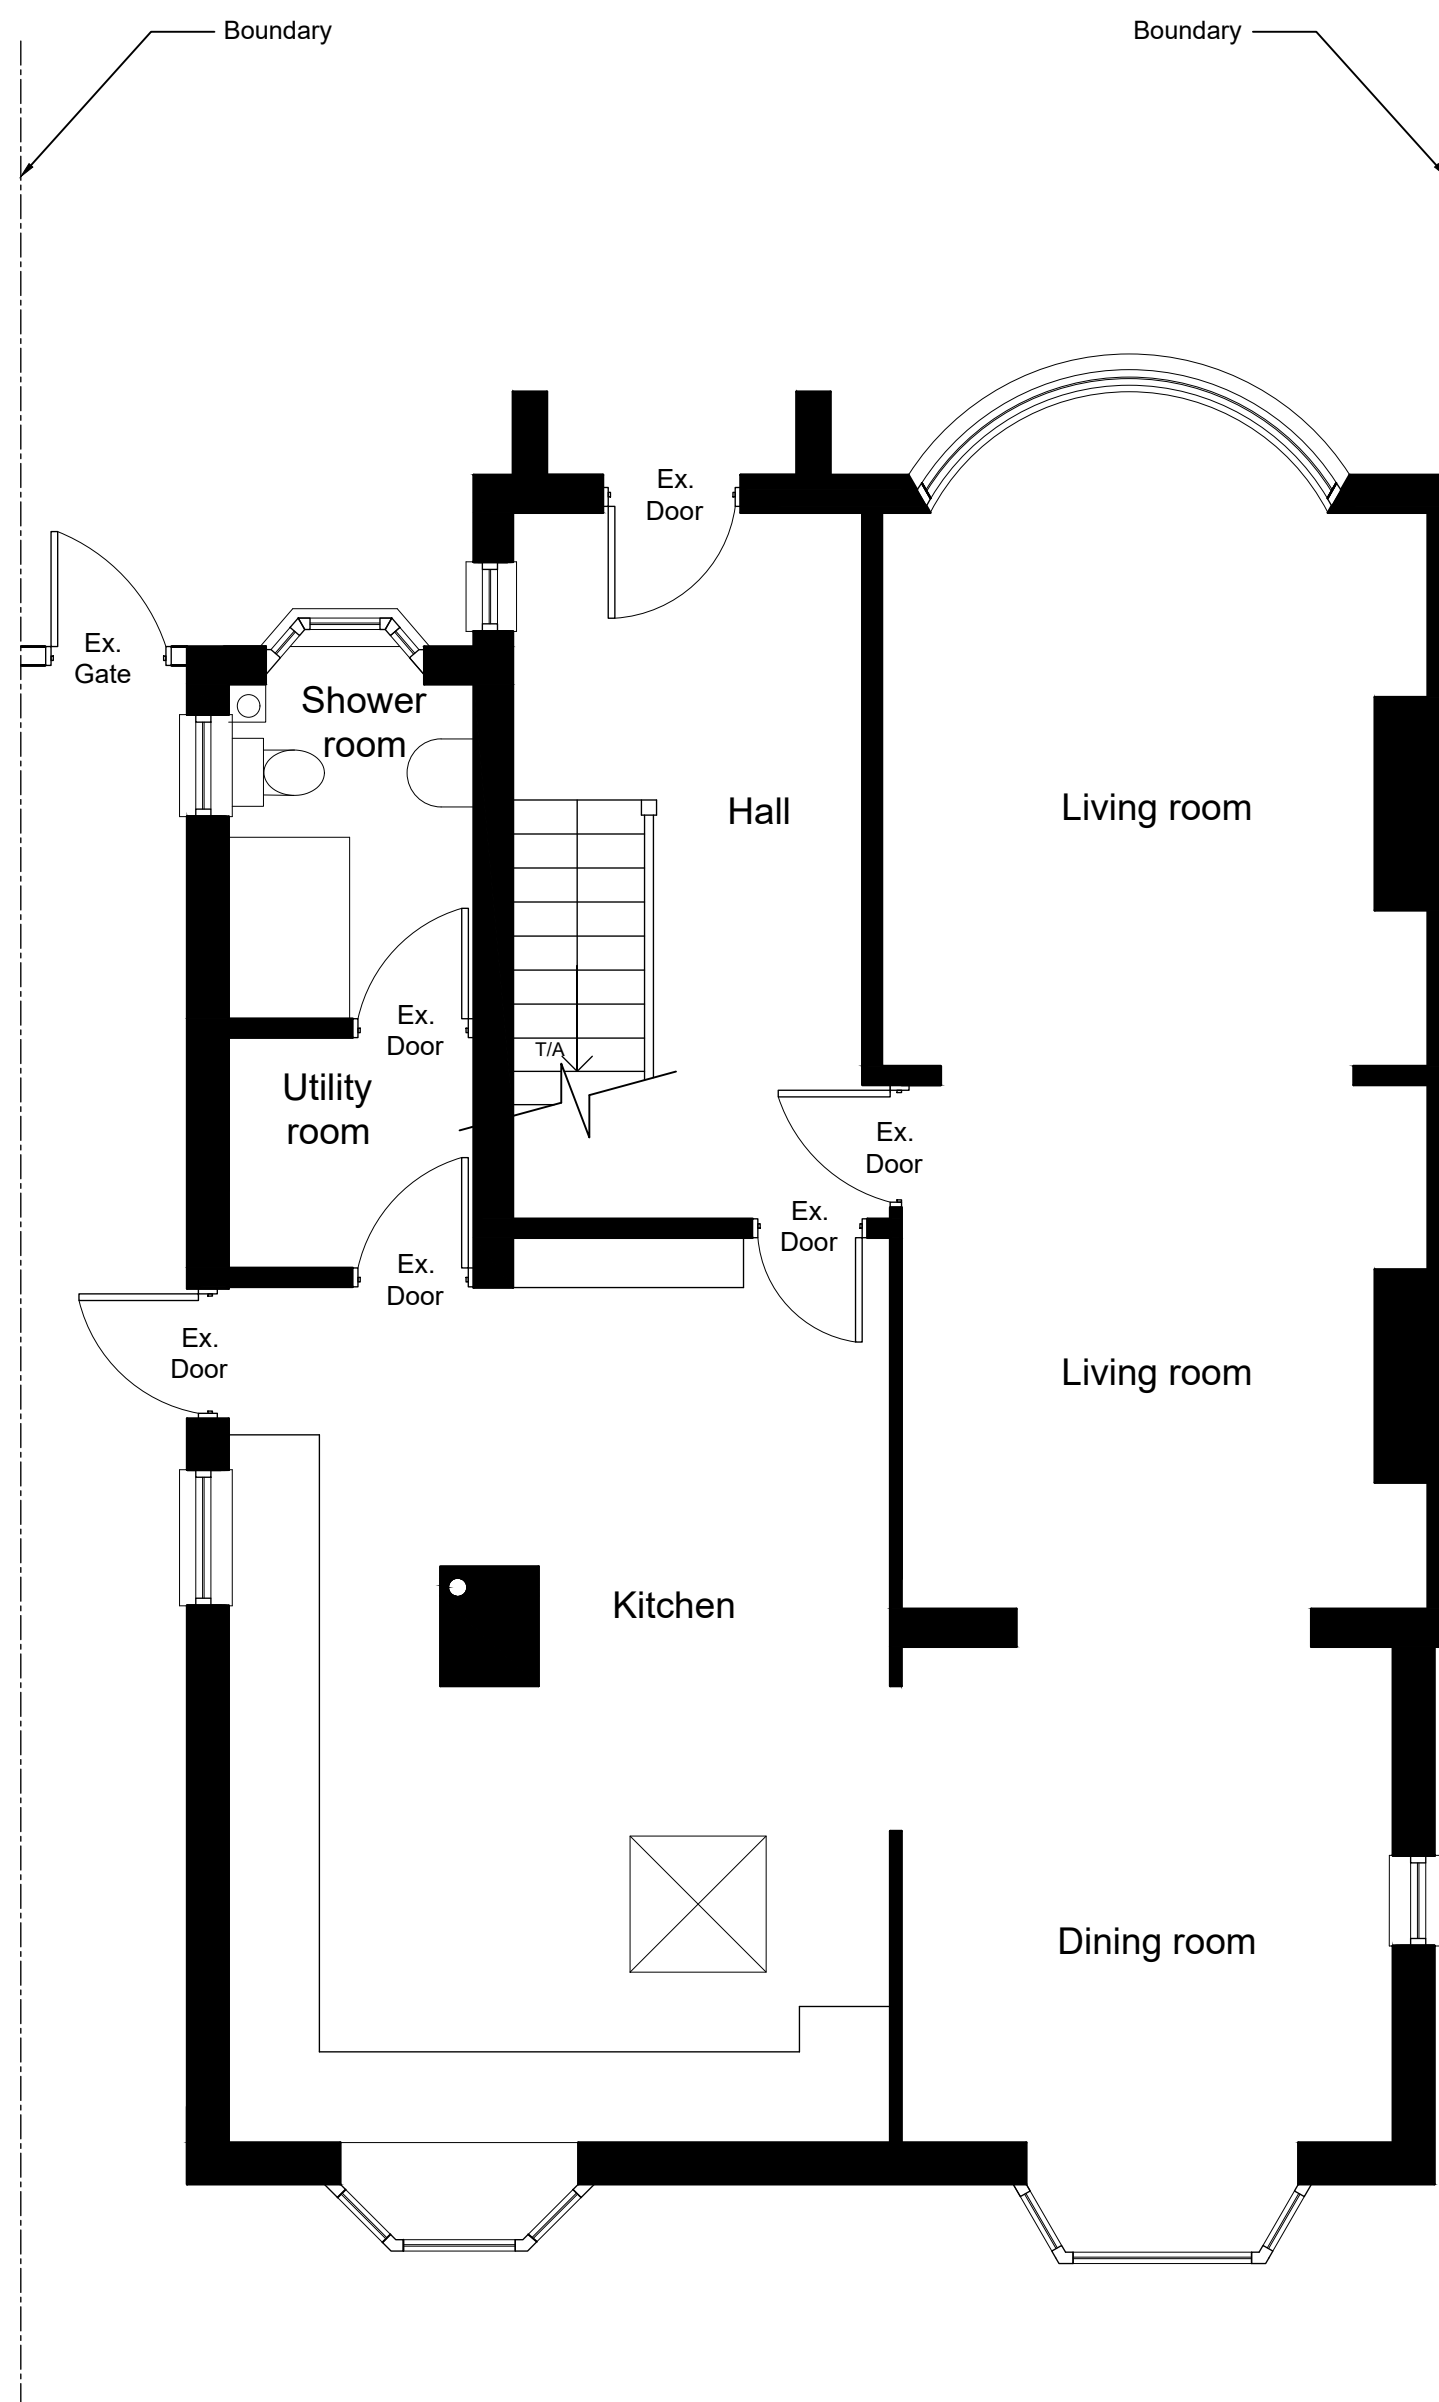 Boundary
Boundary
Ex.
Door
Ex.
Gate
Shower
room
Hall
Living room
Ex.
Door
T/A
Utility
room
Ex.
Door
Ex.
Door
Ex.
Door
Ex.
Door
Living room
Kitchen
Dining room